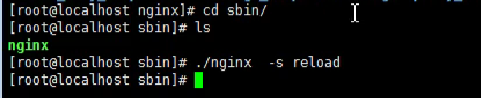 [root@localhost nginx]# cd sbin/
[root@localhost sbin]# ls
nginx
[root@localhost sbin]# ./nginx  -s reload
[root@localhost sbin]#